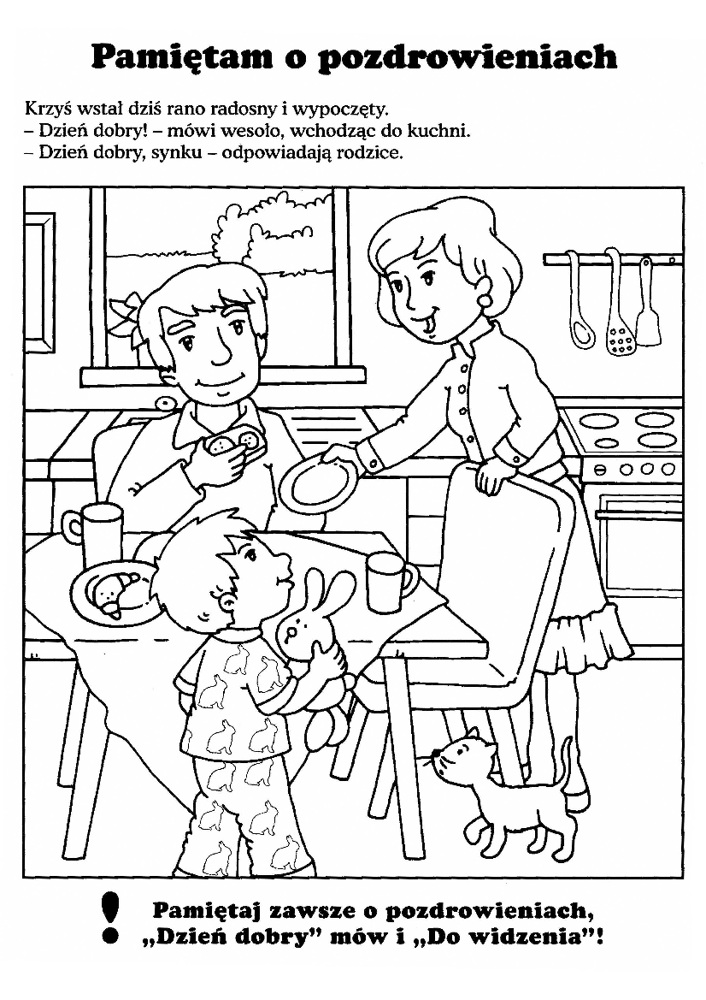 Pamiętam o pozdrowieniach
Krzyś wstał dziś rano radosny i wypoczęty.
– Dzień dobry! – mówi wesoło, wchodząc do kuchni.
– Dzień dobry, synku – odpowiadają rodzice.
! Pamiętaj zawsze o pozdrowieniach,
„Dzień dobry” mów i „Do widzenia”!